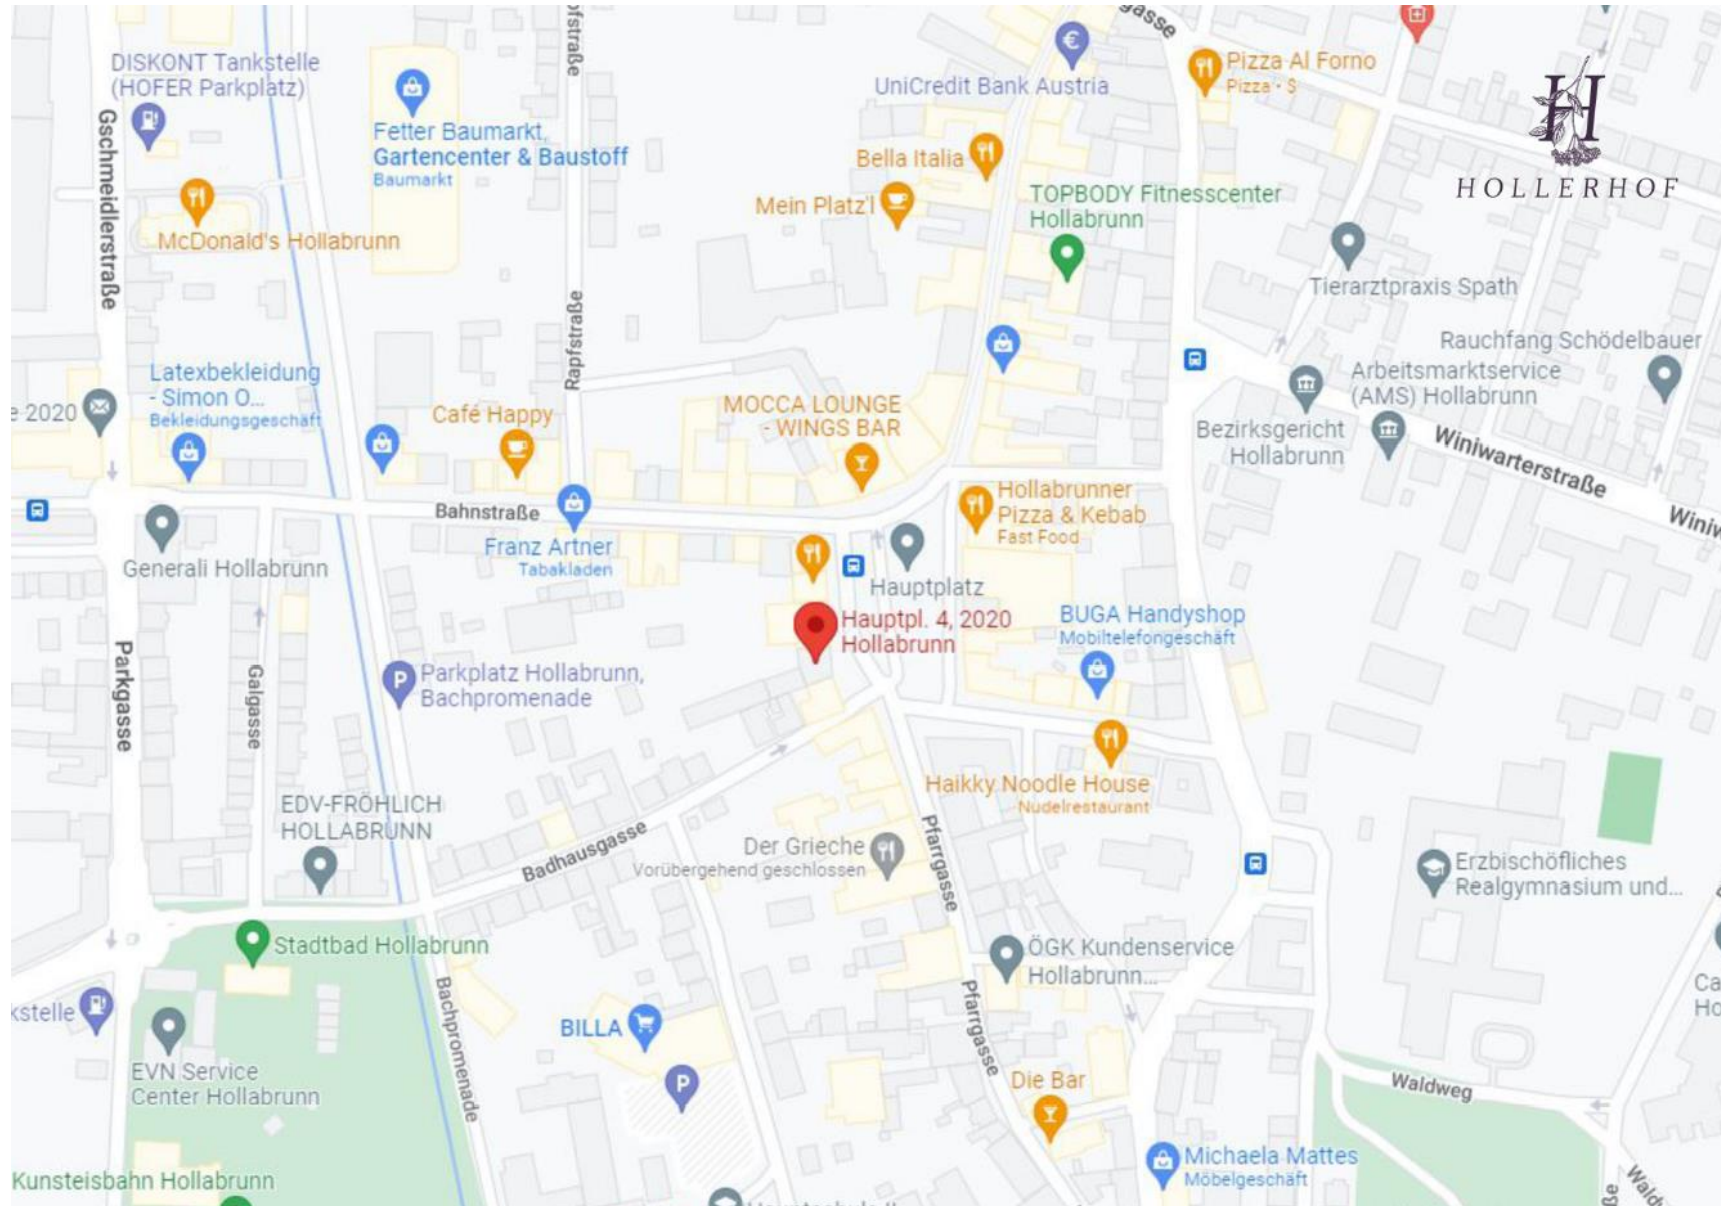 DISKONT Tankstelle
(HOFER Parkplatz)
Fetter Baumarkt,
Gartencenter & Baustoff
Baumarkt
UniCredit Bank Austria
€
Pizza Al Forno
Pizza • S
H
HOLLERHOF
Gschmeidlerstraße
McDonald's Hollabrunn
Bella Italia
Mein Platz'l
TOPBODY Fitnesscenter
Hollabrunn
Tierarztpraxis Spath
Rapfstraße
Rauchfang Schödelbauer
Arbeitsmarktservice
(AMS) Hollabrunn
Bezirksgericht
Hollabrunn
Winiwarterstraße
Latexbekleidung
- Simon O...
Bekleidungsgeschäft
e 2020
Café Happy
MOCCA LOUNGE
- WINGS BAR
Bahnstraße
Hollabrunner
Pizza & Kebab
Fast Food
Generali Hollabrunn
Franz Artner
Tabakladen
Hauptplatz
Hauptpl. 4, 2020
Hollabrunn
BUGA Handyshop
Mobiltelefongeschäft
Parkgasse
Galgasse
P
Parkplatz Hollabrunn,
Bachpromenade
Haikky Noodle House
Nudelrestaurant
EDV-FRÖHLICH
HOLLABRUNN
Badhausgasse
Der Grieche
Vorübergehend geschlossen
Pfarrgasse
Erzbischöfliches
Realgymnasium und...
Stadtbad Hollabrunn
ÖGK Kundenservice
Hollabrunn...
kstelle
Bachpromenade
BILLA
P
Pfarrgasse
EVN Service
Center Hollabrunn
Die Bar
Waldweg
Michaela Mattes
Möbelgeschäft
Kunsteisbahn Hollabrunn